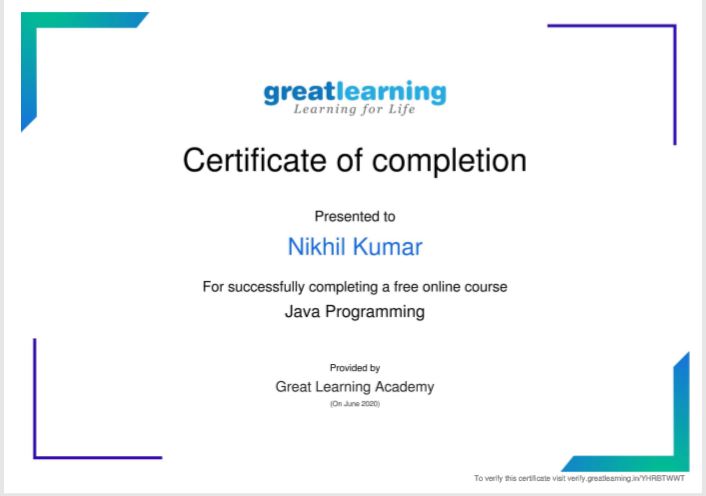 greatlearning
Learning for Life
Certificate of completion
Presented to
Nikhil Kumar
For successfully completing a free online course
Java Programming
Provided by
Great Learning Academy
(On June 2020)
To verify this certificate visit verify.greatlearning.in/YHRBTWWT